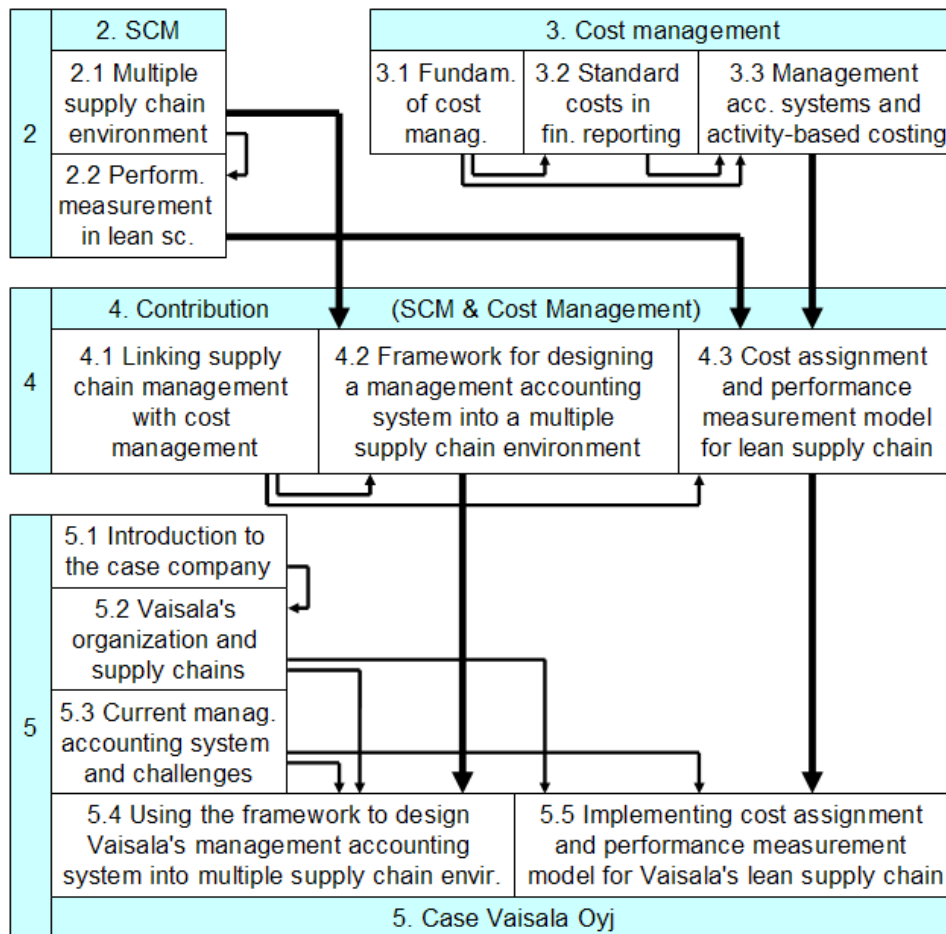 2
2. SCM
2.1 Multiple
supply chain
environment
2.2 Perform.
measurement
in lean sc.
3. Cost management
3.1 Fundam.
of cost
manag.
3.2 Standard
costs in
fin. reporting
3.3 Management
acc. systems and
activity-based costing
4
4. Contribution (SCM & Cost Management)
4.1 Linking supply
chain management
with cost
management
4.2 Framework for designing
a management accounting
system into a multiple
supply chain environment
4.3 Cost assignment
and performance
measurement model
for lean supply chain
5
5.1 Introduction to
the case company
5.2 Vaisala's
organization and
supply chains
5.3 Current manag.
accounting system
and challenges
5.4 Using the framework to design
Vaisala's management accounting
system into multiple supply chain envir.
5.5 Implementing cost assignment
and performance measurement
model for Vaisala's lean supply chain
5. Case Vaisala Oyj